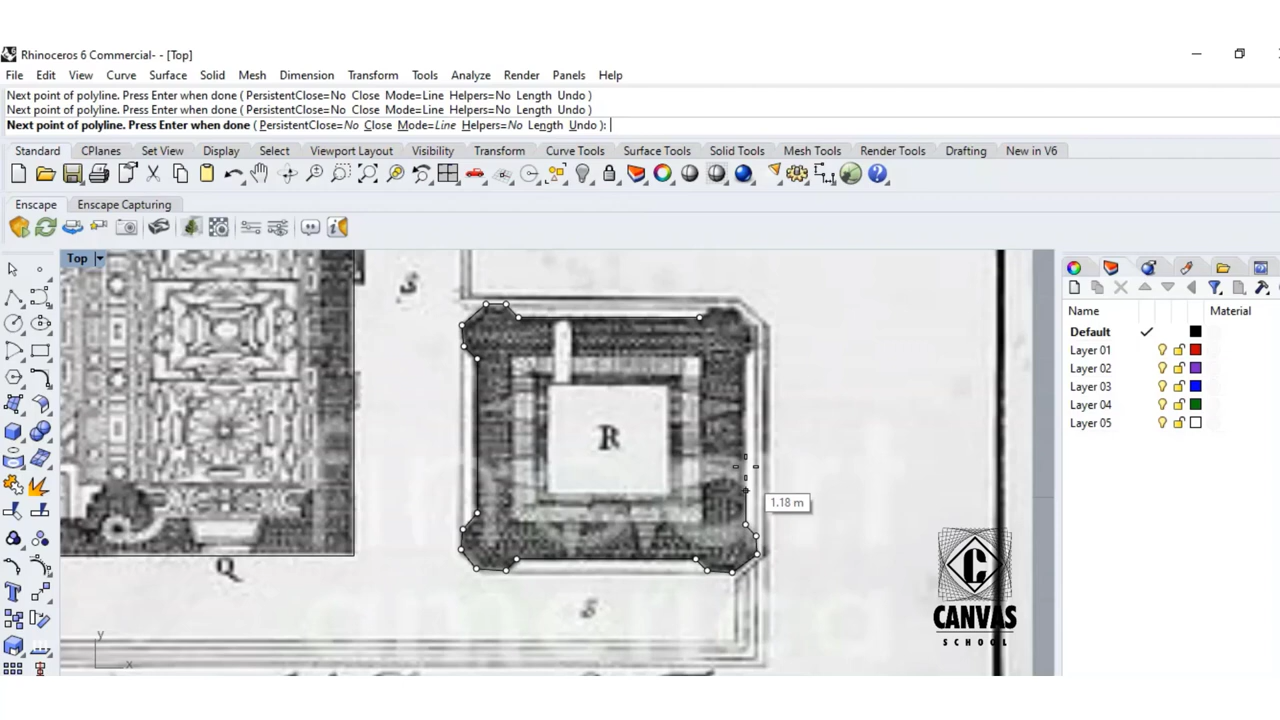 Rhinoceros 6 Commercial- - [Top]
File Edit View Curve Surface Solid Mesh Dimension Transform Tools Analyze Render Panels Help
Next point of polyline. Press Enter when done ( PersistentClose=No Close Mode=Line Helpers=No Length Undo )
Next point of polyline. Press Enter when done ( PersistentClose=No Close Mode=Line Helpers=No Length Undo )
Next point of polyline. Press Enter when done ( PersistentClose=No Close Mode=Line Helpers=No Length Undo ):
Standard CPlanes Set View Display Select Viewport Layout Visibility Transform Curve Tools Surface Tools Solid Tools Mesh Tools Render Tools Drafting New in V6
Enscape Enscape Capturing
Top
Name Material
Default
Layer 01
Layer 02
Layer 03
Layer 04
Layer 05
S
R
1.18 m
Q
S
y
x
C
CANVAS
SCHOOL